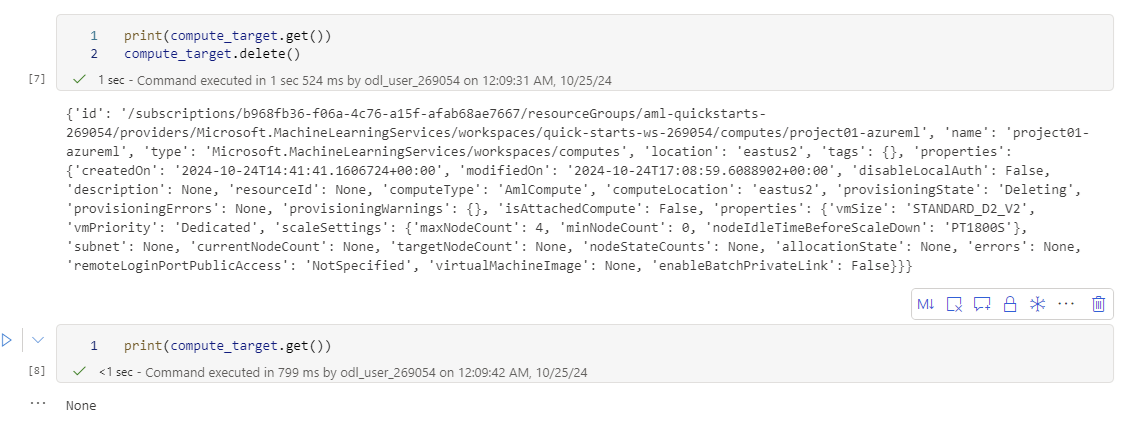 1 print(compute_target.get())
2 compute_target.delete()
[7] 1 sec - Command executed in 1 sec 524 ms by odl_user_269054 on 12:09:31 AM, 10/25/24
{'id': '/subscriptions/b968fb36-f06a-4c76-a15f-afab68ae7667/resourceGroups/aml-quickstarts-
269054/providers/Microsoft.MachineLearningServices/workspaces/quick-starts-ws-269054/computes/project01-azureml', 'name': 'project01-
azureml', 'type': 'Microsoft.MachineLearningServices/workspaces/computes', 'location': 'eastus2', 'tags': {}, 'properties':
{'createdOn': '2024-10-24T14:41:41.1606724+00:00', 'modifiedOn': '2024-10-24T17:08:59.6088902+00:00', 'disableLocalAuth': False,
'description': None, 'resourceId': None, 'computeType': 'AmlCompute', 'computeLocation': 'eastus2', 'provisioningState': 'Deleting',
'provisioningErrors': None, 'provisioningWarnings': {}, 'isAttachedCompute': False, 'properties': {'vmSize': 'STANDARD_D2_V2',
'vmPriority': 'Dedicated', 'scaleSettings': {'maxNodeCount': 4, 'minNodeCount': 0, 'nodeIdleTimeBeforeScaleDown': 'PT1800S'},
'subnet': None, 'currentNodeCount': None, 'targetNodeCount': None, 'nodeStateCounts': None, 'allocationState': None, 'errors': None,
'remoteLoginPortPublicAccess': 'NotSpecified', 'virtualMachineImage': None, 'enableBatchPrivateLink': False}}}
M↓
1 print(compute_target.get())
[8] <1 sec - Command executed in 799 ms by odl_user_269054 on 12:09:42 AM, 10/25/24
None